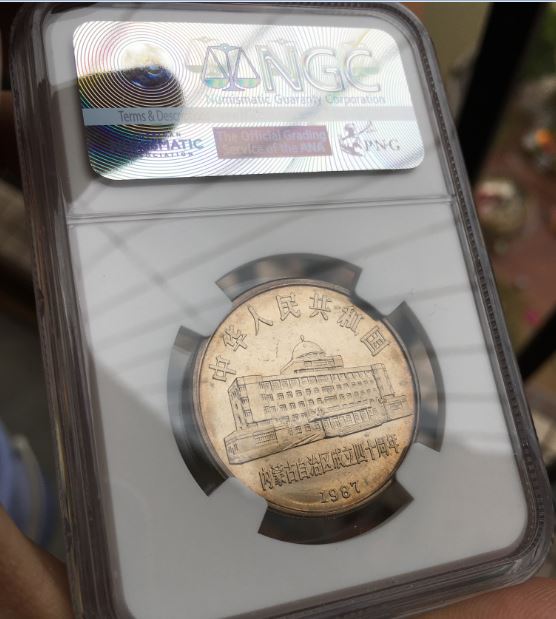 NGC
Numismatic Guaranty Corporation
Terms & Descr
The Official Grading
Service of the ANA
PNG
中华人民共和国
内蒙古自治区成立四十周年
1987